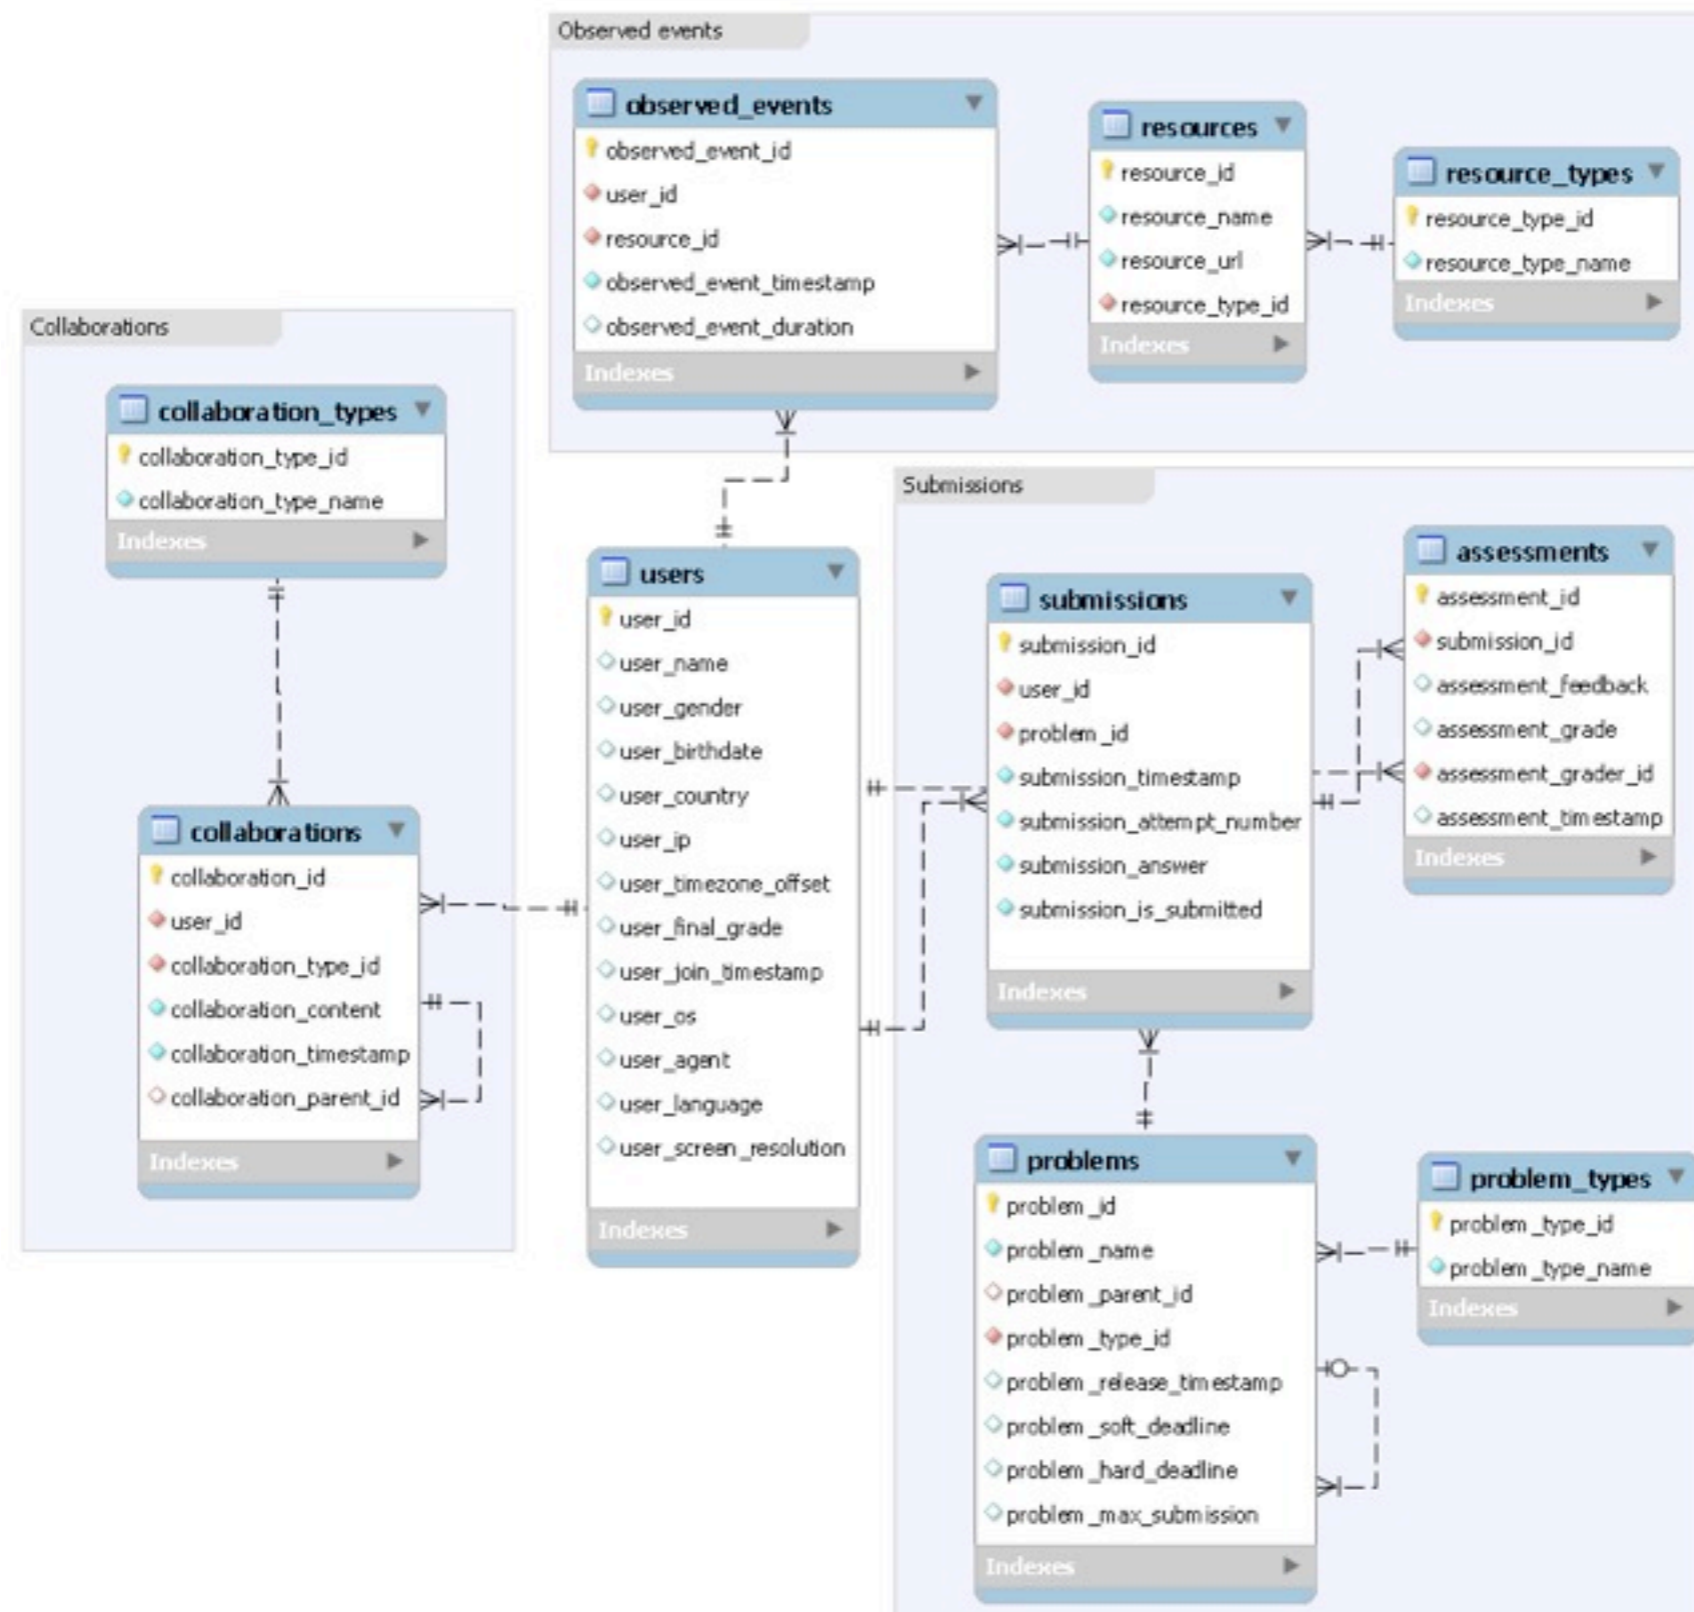 Observed events
observed_events
observed_event_id
user_id
resource_id
observed_event_timestamp
observed_event_duration
Indexes
resources
resource_id
resource_name
resource_url
resource_type_id
Indexes
resource_types
resource_type_id
resource_type_name
Indexes
Collaborations
collaboration_types
collaboration_type_id
collaboration_type_name
Indexes
collaborations
collaboration_id
user_id
collaboration_type_id
collaboration_content
collaboration_timestamp
collaboration_parent_id
Indexes
users
user_id
user_name
user_gender
user_birthdate
user_country
user_ip
user_timezone_offset
user_final_grade
user_join_timestamp
user_os
user_agent
user_language
user_screen_resolution
Indexes
Submissions
submissions
submission_id
user_id
problem_id
submission_timestamp
submission_attempt_number
submission_answer
submission_is_submitted
Indexes
assessments
assessment_id
submission_id
assessment_feedback
assessment_grade
assessment_grader_id
assessment_timestamp
Indexes
problems
problem_id
problem_name
problem_parent_id
problem_type_id
problem_release_timestamp
problem_soft_deadline
problem_hard_deadline
problem_max_submission
Indexes
problem_types
problem_type_id
problem_type_name
Indexes